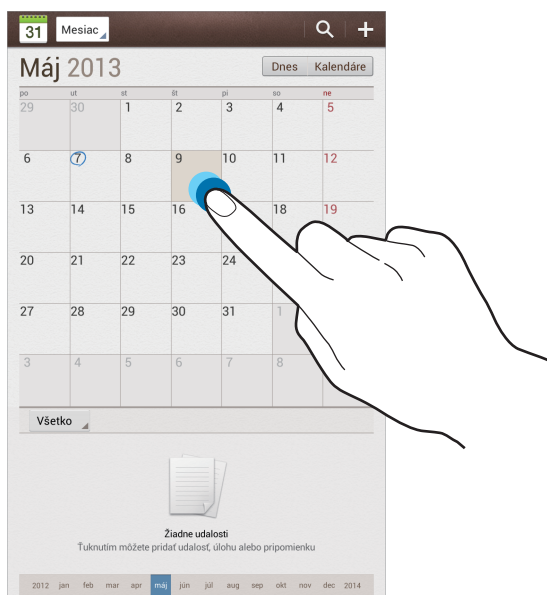 31 Mesiac
Máj 2013 Dnes Kalendáre
po ut st št pi so ne
29 30 1 2 3 4 5
6 7 8 9 10 11 12
13 14 15 16 18 19
20 21 22 23 24
27 28 29 30 31 1
3 4 5 6 7 8
Všetko
Žiadne udalosti
Ťuknutím môžete pridať udalosť, úlohu alebo pripomienku
2012 jan feb mar apr máj jún júl aug sep okt nov dec 2014